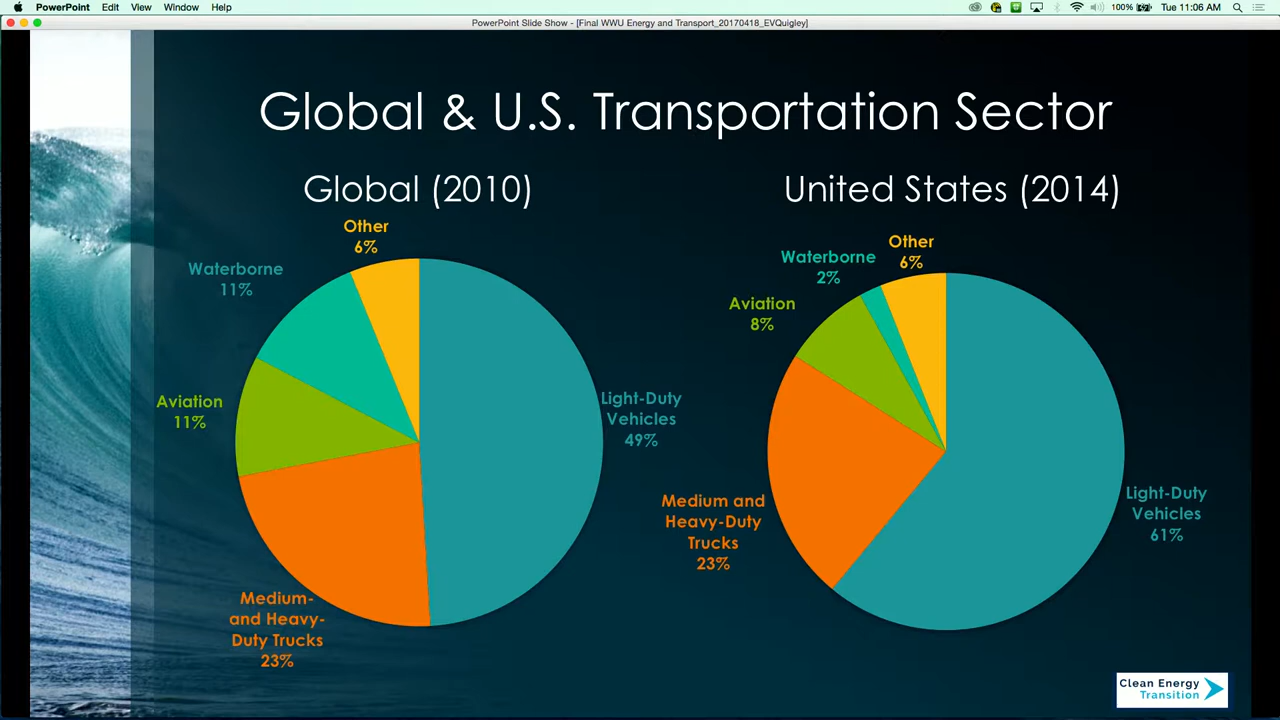 PowerPoint Edit View Window Help
100% Tue 11:06 AM
PowerPoint Slide Show - [Final WWU Energy and Transport_20170418_EVQuigley]
Global & U.S. Transportation Sector
Global (2010)
Other
6%
Waterborne
11%
Aviation
11%
Light-Duty
Vehicles
49%
Medium-
and Heavy-
Duty Trucks
23%
United States (2014)
Other
6%
Waterborne
2%
Aviation
8%
Medium and
Heavy-Duty
Trucks
23%
Light-Duty
Vehicles
61%
Clean Energy
Transition